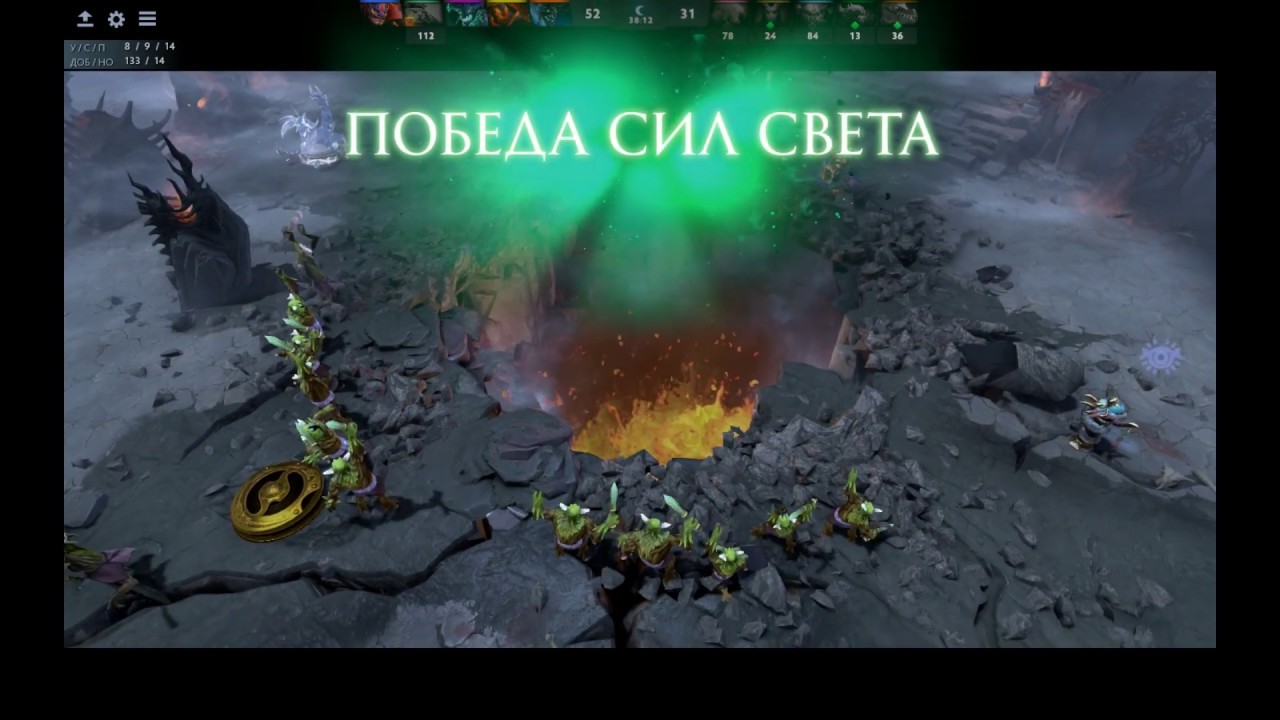 52 38:12 31
112 78 24 84 13 36
У/С/П 8 / 9 / 14
ДОБ/НО 133 / 14
ПОБЕДА СИЛ СВЕТА